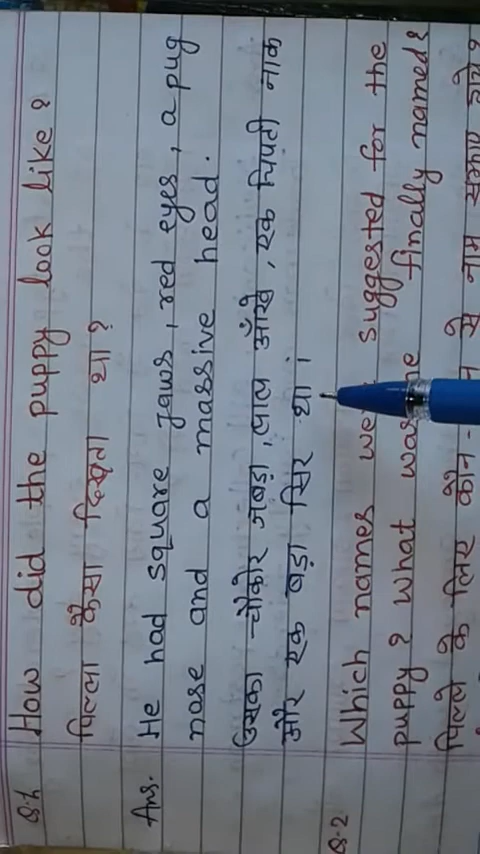 Q.1 How did the puppy look like?
पिल्ला कैसा दिखता था?
Ans. He had square jaws, red eyes, a pug
nose and a massive head.
उसका चौकोर जबड़ा, लाल आँखे, एक चिपटी नाक
और एक बड़ा सिर था।
Q.2 Which names we suggested for the
puppy? what was ne finally named?
पिल्ले के लिए कौन - न से नाम